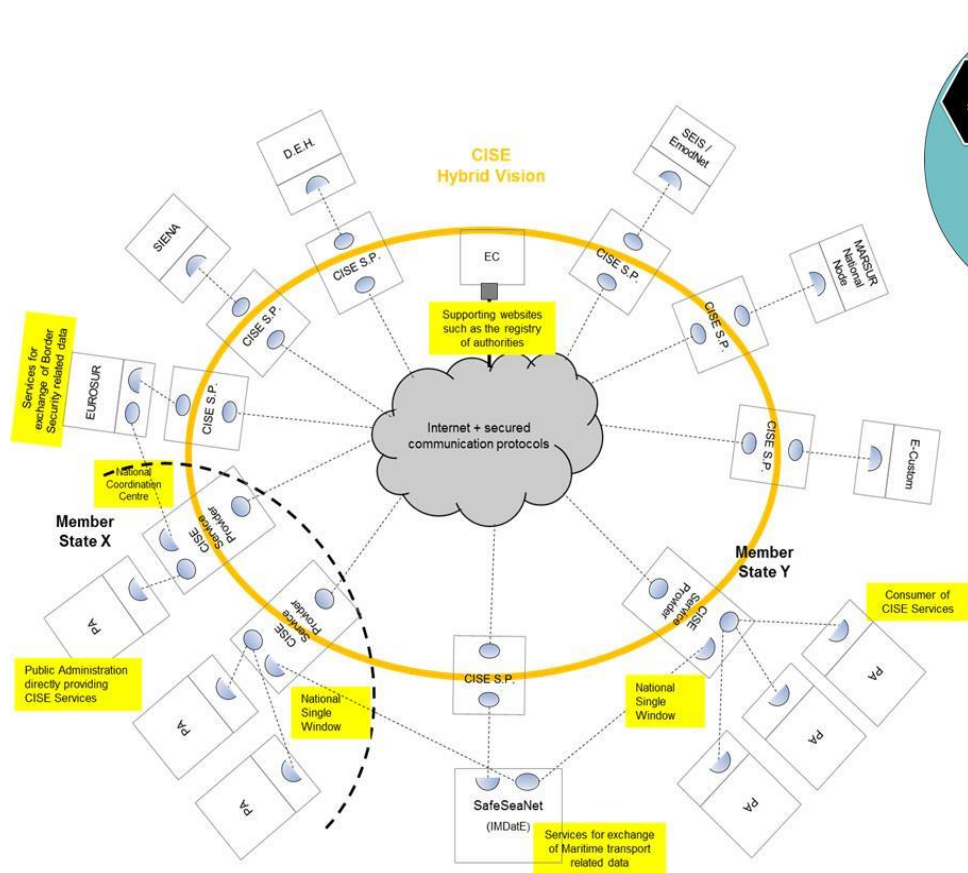 CISE
Hybrid Vision
D.E.H.
SEIS /
EmodNet
SIENA
CISE S.P.
EC
CISE S.P.
MARSUR
National
Node
CISE S.P.
Supporting websites
such as the registry
of authorities
CISE S.P.
Services for
exchange of Border
Security related data
EUROSUR
CISE S.P.
Internet + secured
communication protocols
CISE S.P.
E-Custom
National
Coordination
Centre
Member
State X
CISE
Service
Provider
Member
State Y
PA
CISE
Service
Provider
CISE
Service
Provider
Consumer of
CISE Services
Public Administration
directly providing
CISE Services
PA
National
Single
Window
CISE S.P.
National
Single
Window
PA
PA
PA
PA
SafeSeaNet
(IMDatE)
Services for exchange
of Maritime transport
related data